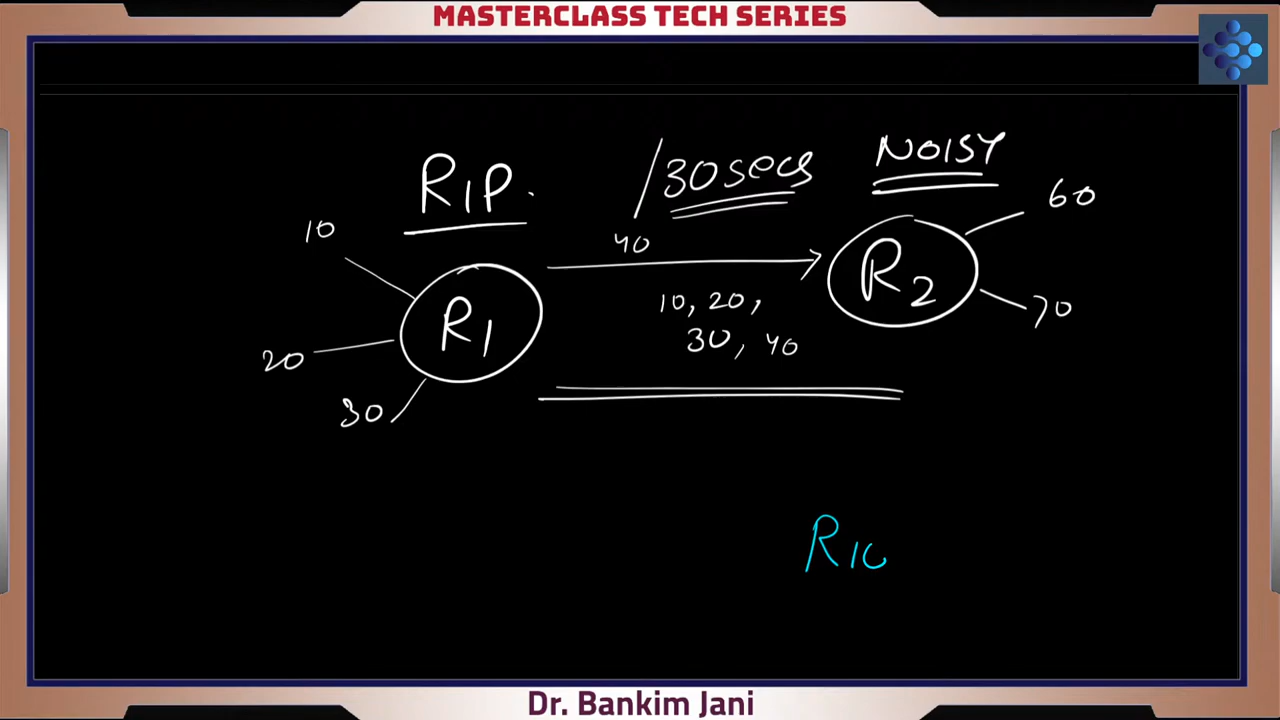 MASTERCLASS TECH SERIES
RIP.
/30secs
NOISY
10
40
60
R1
R2
10, 20,
30, 40
70
20
30
R10
Dr. Bankim Jani